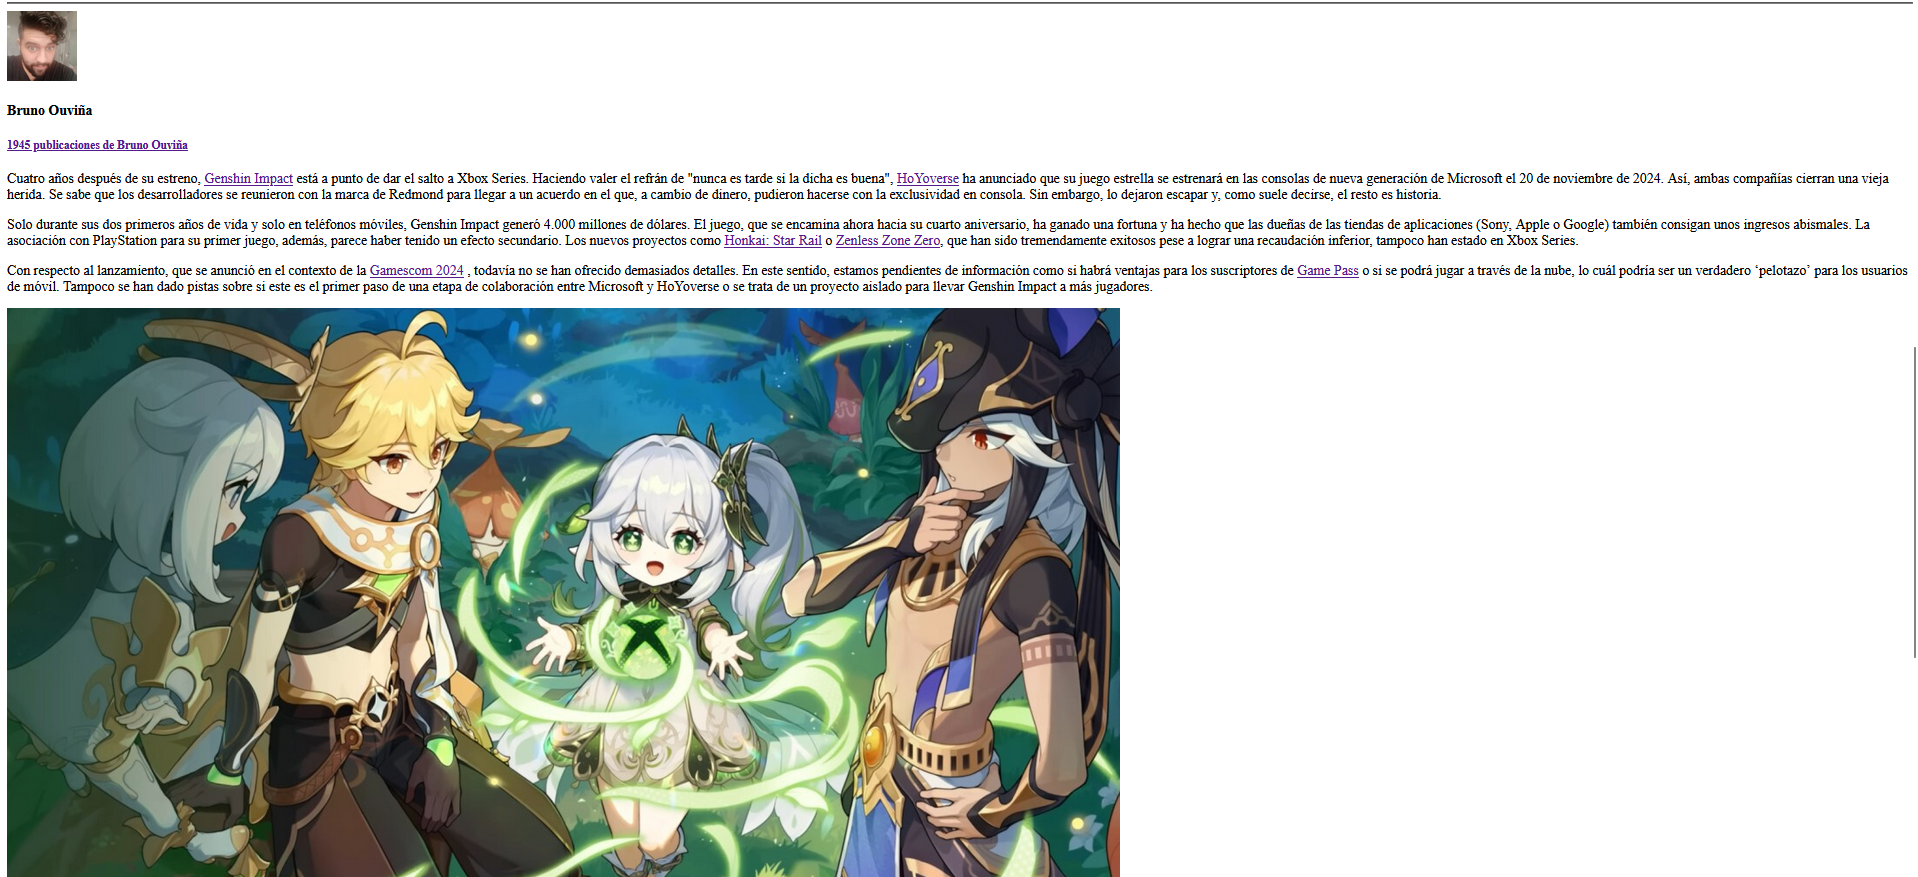 Bruno Ouviña
1945 publicaciones de Bruno Ouviña
Cuatro años después de su estreno, Genshin Impact está a punto de dar el salto a Xbox Series. Haciendo valer el refrán de "nunca es tarde si la dicha es buena", HoYoverse ha anunciado que su juego estrella se estrenará en las consolas de nueva generación de Microsoft el 20 de noviembre de 2024. Así, ambas compañías cierran una vieja
herida. Se sabe que los desarrolladores se reunieron con la marca de Redmond para llegar a un acuerdo en el que, a cambio de dinero, pudieron hacerse con la exclusividad en consola. Sin embargo, lo dejaron escapar y, como suele decirse, el resto es historia.
Solo durante sus dos primeros años de vida y solo en teléfonos móviles, Genshin Impact generó 4.000 millones de dólares. El juego, que se encamina ahora hacia su cuarto aniversario, ha ganado una fortuna y ha hecho que las dueñas de las tiendas de aplicaciones (Sony, Apple o Google) también consigan unos ingresos abismales. La
asociación con PlayStation para su primer juego, además, parece haber tenido un efecto secundario. Los nuevos proyectos como Honkai: Star Rail o Zenless Zone Zero, que han sido tremendamente exitosos pese a lograr una recaudación inferior, tampoco han estado en Xbox Series.
Con respecto al lanzamiento, que se anunció en el contexto de la Gamescom 2024 , todavía no se han ofrecido demasiados detalles. En este sentido, estamos pendientes de información como si habrá ventajas para los suscriptores de Game Pass o si se podrá jugar a través de la nube, lo cuál podría ser un verdadero ‘pelotazo’ para los usuarios
de móvil. Tampoco se han dado pistas sobre si este es el primer paso de una etapa de colaboración entre Microsoft y HoYoverse o se trata de un proyecto aislado para llevar Genshin Impact a más jugadores.